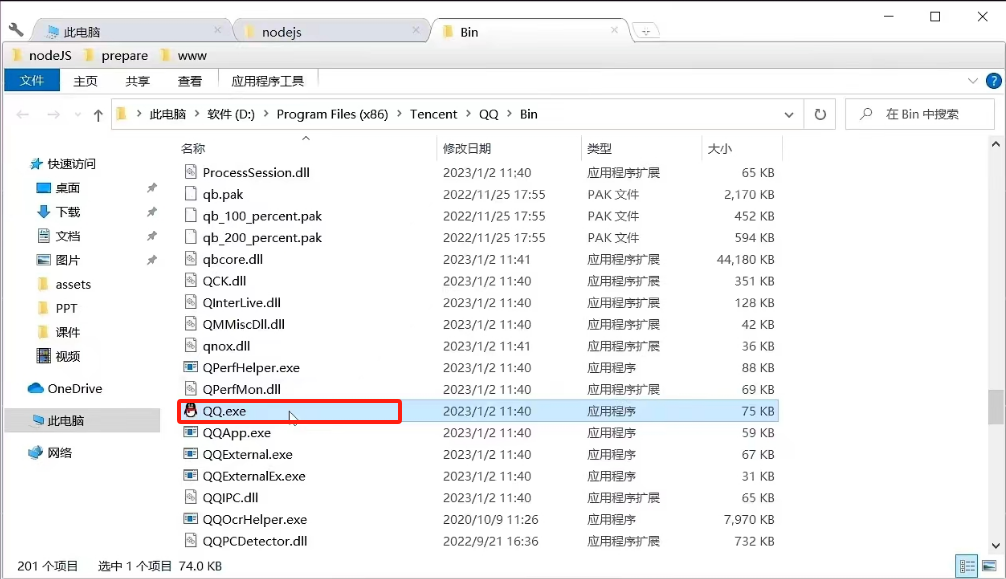 此电脑 nodejs Bin
nodeJS prepare www
文件 主页 共享 查看 应用程序工具
此电脑 软件 (D:) Program Files (x86) Tencent QQ Bin 在 Bin 中搜索
名称 修改日期 类型 大小
快速访问
桌面
下载
文档
图片
assets
PPT
课件
视频
OneDrive
此电脑
网络
ProcessSession.dll 2023/1/2 11:40 应用程序扩展 65 KB
qb.pak 2022/11/25 17:55 PAK 文件 2,170 KB
qb_100_percent.pak 2022/11/25 17:55 PAK 文件 452 KB
qb_200_percent.pak 2022/11/25 17:55 PAK 文件 594 KB
qbcore.dll 2023/1/2 11:41 应用程序扩展 44,180 KB
QCK.dll 2023/1/2 11:40 应用程序扩展 351 KB
QInterLive.dll 2023/1/2 11:40 应用程序扩展 128 KB
QMMiscDll.dll 2023/1/2 11:40 应用程序扩展 42 KB
qnox.dll 2023/1/2 11:40 应用程序扩展 36 KB
QPerfHelper.exe 2023/1/2 11:40 应用程序 88 KB
QPerfMon.dll 2023/1/2 11:40 应用程序扩展 69 KB
QQ.exe 2023/1/2 11:40 应用程序 75 KB
QQApp.exe 2023/1/2 11:40 应用程序 59 KB
QQExternal.exe 2023/1/2 11:40 应用程序 67 KB
QQExternalEx.exe 2023/1/2 11:40 应用程序 31 KB
QQIPC.dll 2023/1/2 11:40 应用程序扩展 65 KB
QQOcrHelper.exe 2020/10/9 11:26 应用程序 7,970 KB
QQPCDetector.dll 2022/9/21 16:36 应用程序扩展 732 KB
201 个项目 选中 1 个项目 74.0 KB